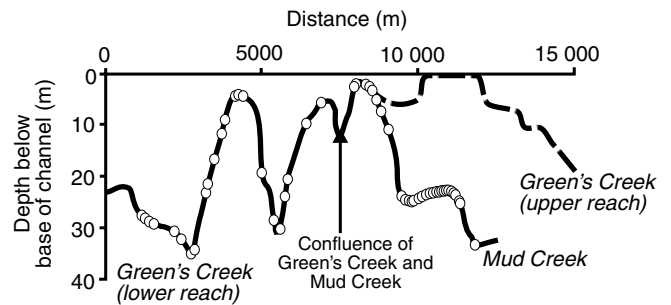 Distance (m)
0 5000 10 000 15 000
0
10
20
30
40
Depth below
base of channel (m)
Green's Creek
(upper reach)
Confluence of
Green's Creek and
Mud Creek
Mud Creek
Green's Creek
(lower reach)